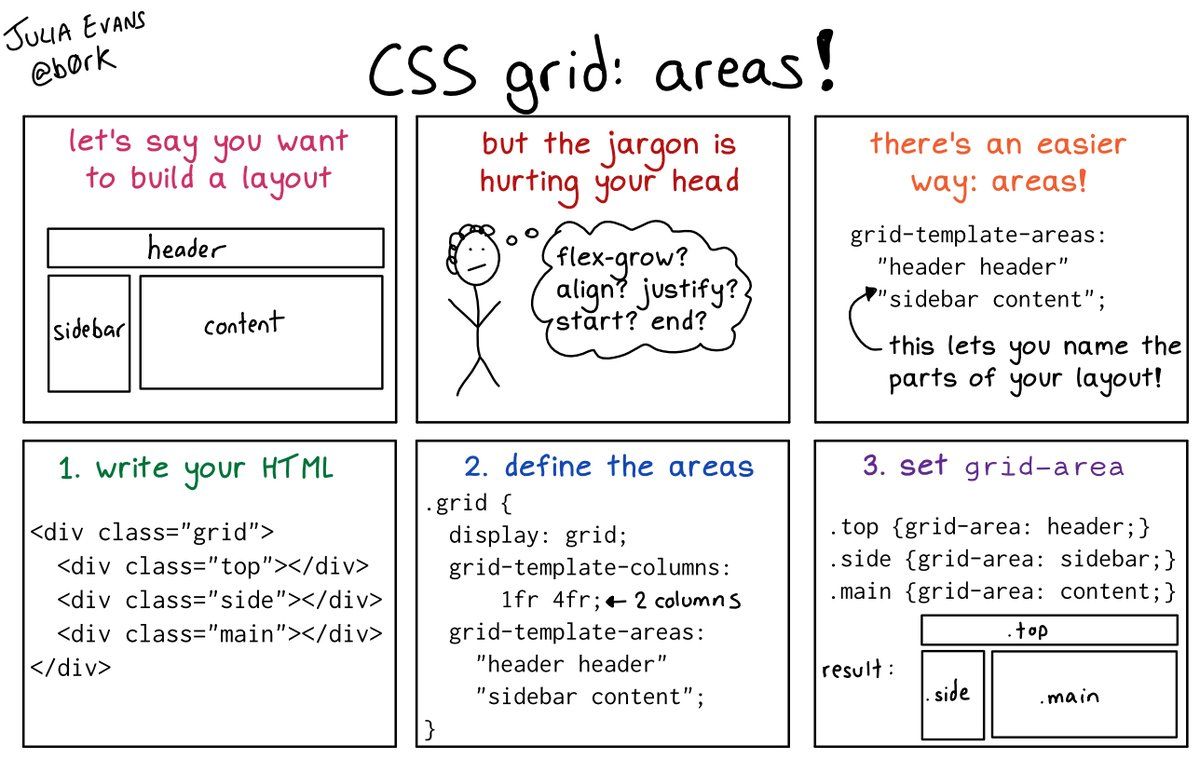 JULIA EVANS
@b0rk
CSS grid: areas!
let's say you want
to build a layout
header
sidebar
content
but the jargon is
hurting your head
flex-grow?
align? justify?
start? end?
there's an easier
way: areas!
grid-template-areas:
"header header"
"sidebar content";
this lets you name the
parts of your layout!
1. write your HTML
<div class="grid">
<div class="top"></div>
<div class="side"></div>
<div class="main"></div>
</div>
2. define the areas
.grid {
display: grid;
grid-template-columns:
1fr 4fr; ← 2 columns
grid-template-areas:
"header header"
"sidebar content";
}
3. set grid-area
.top {grid-area: header;}
.side {grid-area: sidebar;}
.main {grid-area: content;}
result:
.top
.side
.main